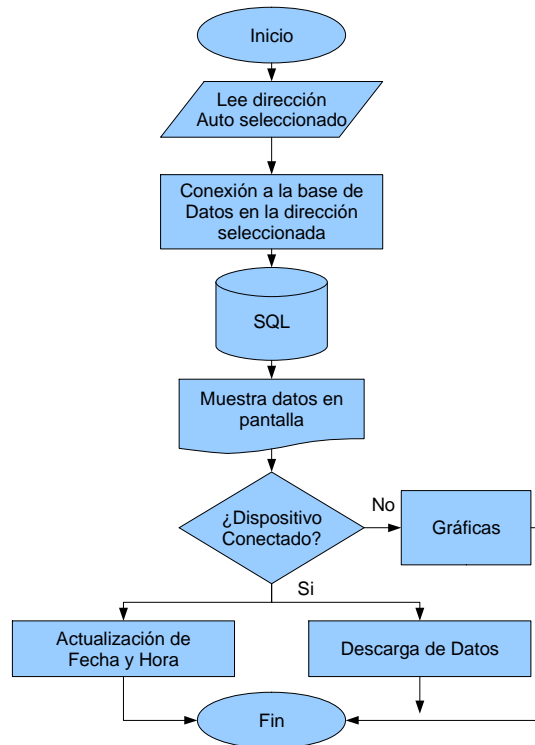 Inicio
Lee dirección
Auto seleccionado
Conexión a la base de
Datos en la dirección
seleccionada
SQL
Muestra datos en
pantalla
¿Dispositivo
Conectado?
No
Gráficas
Si
Actualización de
Fecha y Hora
Descarga de Datos
Fin